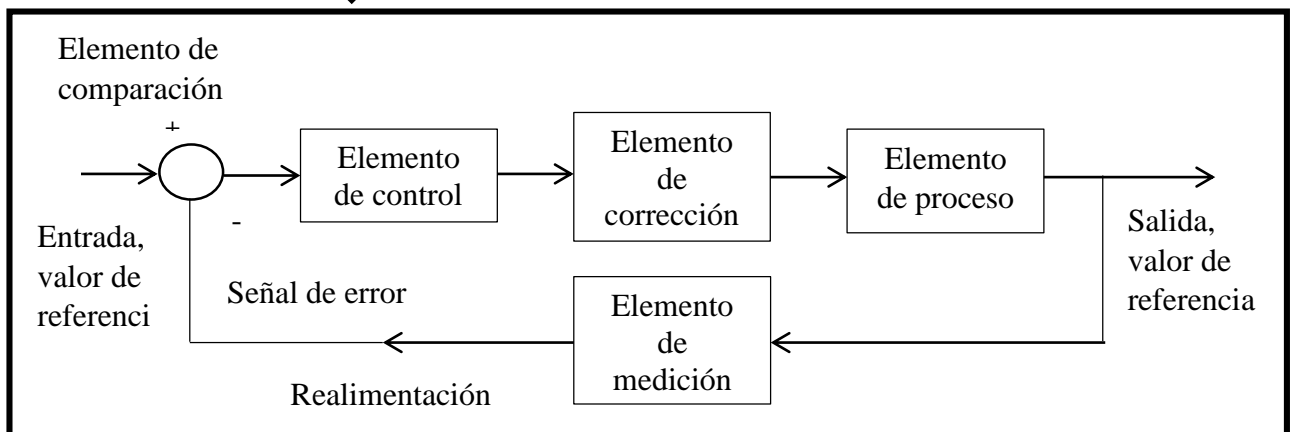 Elemento de
comparación
+
Elemento
de control
Elemento
de
corrección
Elemento
de proceso
-
Entrada,
valor de
referenci
Salida,
valor de
referencia
Señal de error
Elemento
de
medición
Realimentación